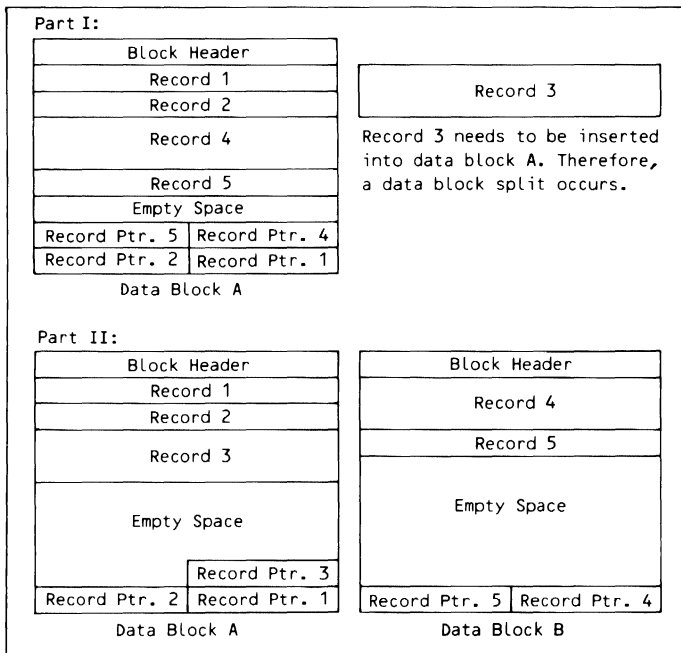 Part I:
Block Header
Record 1
Record 2
Record 4
Record 5
Empty Space
Record Ptr. 5 Record Ptr. 4
Record Ptr. 2 Record Ptr. 1
Data Block A
Record 3
Record 3 needs to be inserted
into data block A. Therefore,
a data block split occurs.
Part II:
Block Header
Record 1
Record 2
Record 3
Empty Space
Record Ptr. 3
Record Ptr. 2 Record Ptr. 1
Data Block A
Block Header
Record 4
Record 5
Empty Space
Record Ptr. 5 Record Ptr. 4
Data Block B